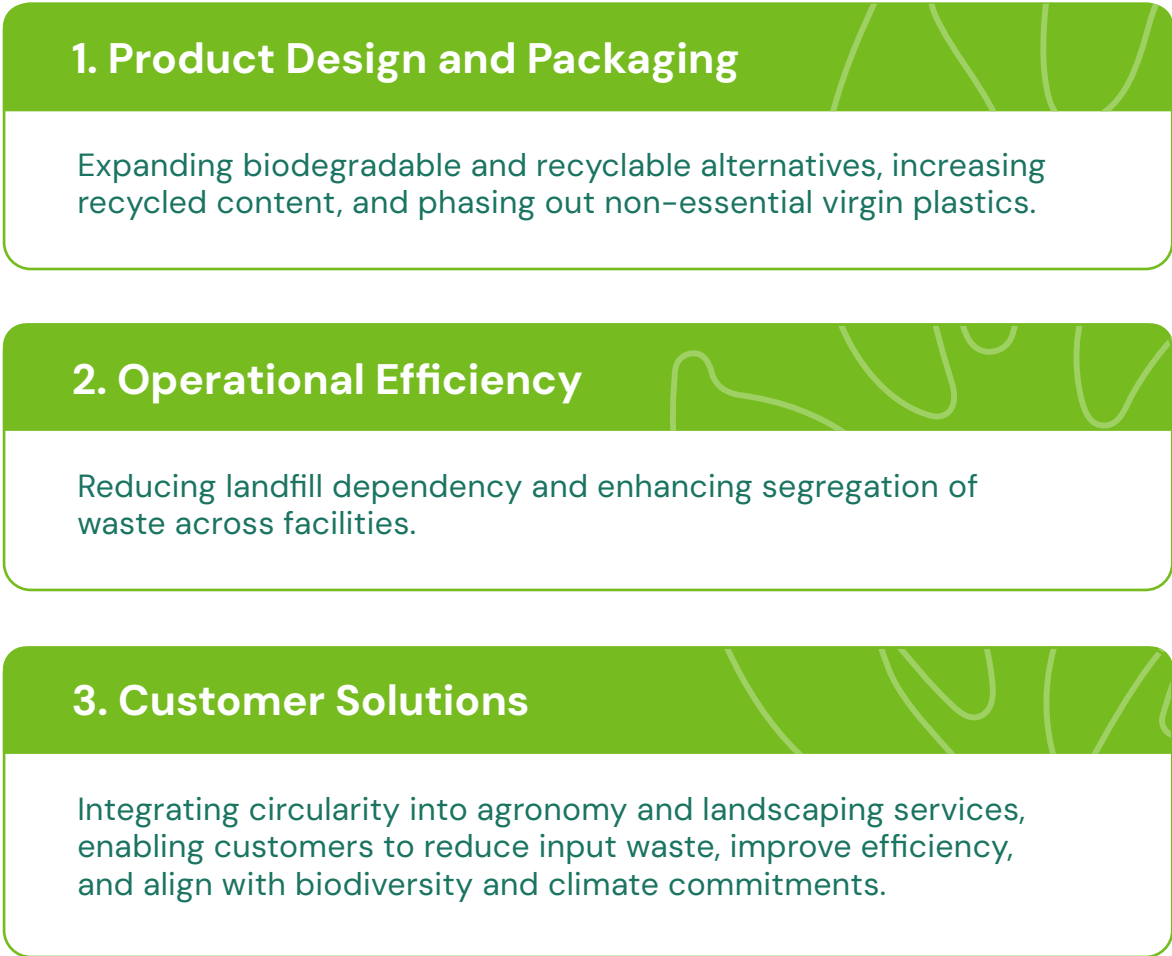 1. Product Design and Packaging
Expanding biodegradable and recyclable alternatives, increasing
recycled content, and phasing out non-essential virgin plastics.
2. Operational Efficiency
Reducing landfill dependency and enhancing segregation of
waste across facilities.
3. Customer Solutions
Integrating circularity into agronomy and landscaping services,
enabling customers to reduce input waste, improve efficiency,
and align with biodiversity and climate commitments.